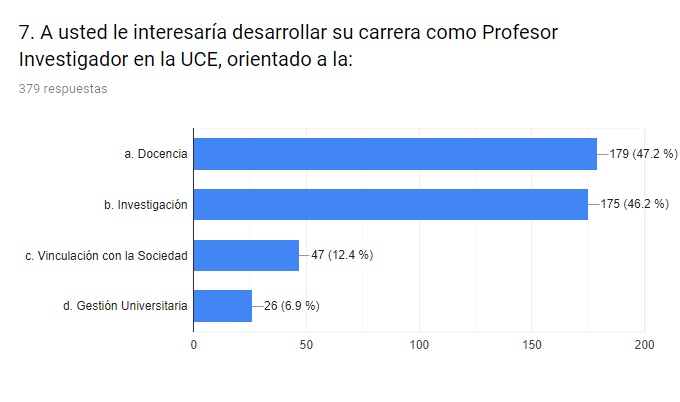 7. A usted le interesaría desarrollar su carrera como Profesor
Investigador en la UCE, orientado a la:
379 respuestas
a. Docencia
179 (47.2 %)
b. Investigación
175 (46.2 %)
c. Vinculación con la Sociedad
47 (12.4 %)
d. Gestión Universitaria
26 (6.9 %)
0 50 100 150 200